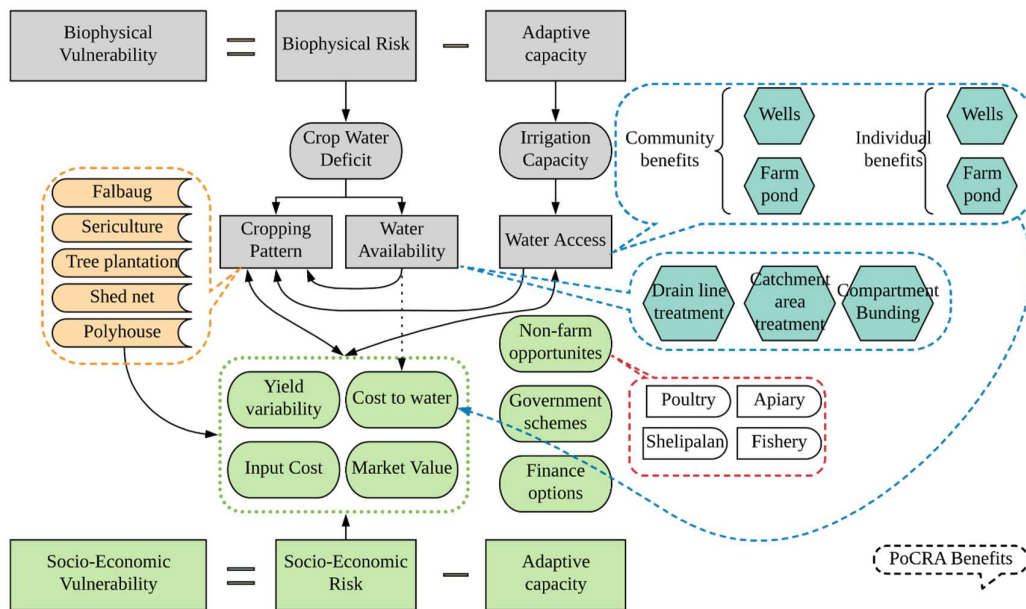 Biophysical
Vulnerability
=
Biophysical Risk
–
Adaptive
capacity
Crop Water
Deficit
Irrigation
Capacity
Community
benefits
Wells
Farm
pond
Individual
benefits
Wells
Farm
pond
Falbaug
Sericulture
Tree plantation
Shed net
Polyhouse
Cropping
Pattern
Water
Availability
Water Access
Drain line
treatment
Catchment
area
treatment
Compartment
Bunding
Non-farm
opportunites
Government
schemes
Finance
options
Poultry
Apiary
Shelipalan
Fishery
Yield
variability
Cost to water
Input Cost
Market Value
Socio-Economic
Vulnerability
=
Socio-Economic
Risk
–
Adaptive
capacity
PoCRA Benefits